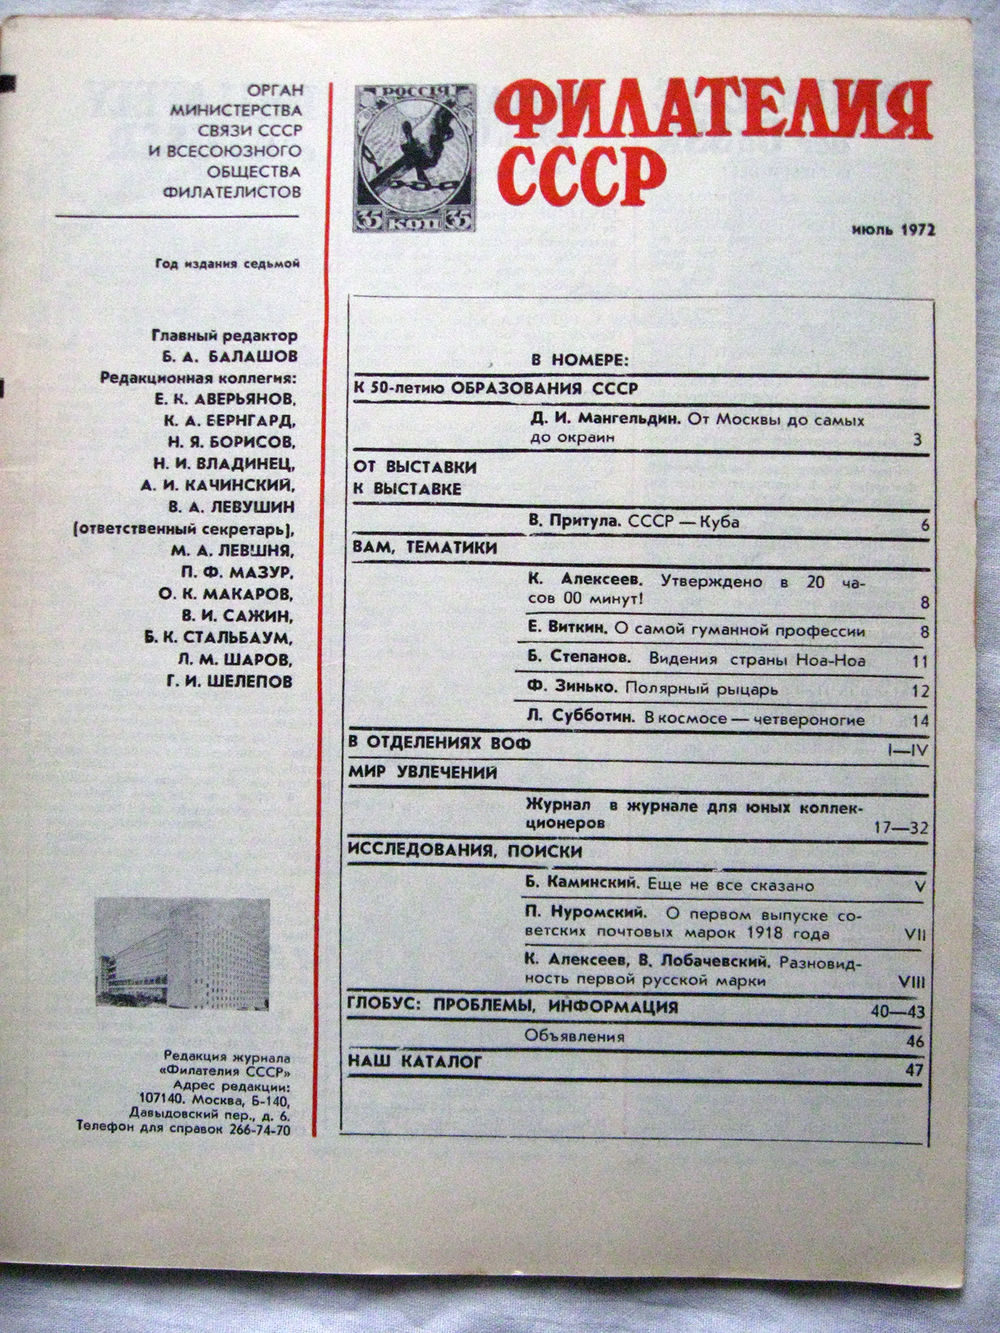 ОРГАН
МИНИСТЕРСТВА
СВЯЗИ СССР
И ВСЕСОЮЗНОГО
ОБЩЕСТВА
ФИЛАТЕЛИСТОВ
Год издания седьмой
Главный редактор
Б. А. БАЛАШОВ
Редакционная коллегия:
Е. К. АВЕРЬЯНОВ,
К. А. БЕРНГАРД,
Н. Я. БОРИСОВ,
Н. И. ВЛАДИНЕЦ,
А. И. КАЧИНСКИЙ,
В. А. ЛЕВУШИН
(ответственный секретарь),
М. А. ЛЕВШНЯ,
П. Ф. МАЗУР,
О. К. МАКАРОВ,
В. И. САЖИН,
Б. К. СТАЛЬБАУМ,
Л. М. ШАРОВ,
Г. И. ШЕЛЕПОВ
Редакция журнала
«Филателия СССР»
Адрес редакции:
107140. Москва, Б-140,
Давыдовский пер., д. 6.
Телефон для справок 266-74-70
РОССІЯ
35 КОП 35
ФИЛАТЕЛИЯ
СССР
июль 1972
В НОМЕРЕ:
К 50-летию ОБРАЗОВАНИЯ СССР
Д. И. Мангельдин. От Москвы до самых
до окраин 3
ОТ ВЫСТАВКИ
К ВЫСТАВКЕ
В. Притула. СССР — Куба 6
ВАМ, ТЕМАТИКИ
К. Алексеев. Утверждено в 20 ча-
сов 00 минут! 8
Е. Виткин. О самой гуманной профессии 8
Б. Степанов. Видения страны Ноа-Ноа 11
Ф. Зинько. Полярный рыцарь 12
Л. Субботин. В космосе — четвероногие 14
В ОТДЕЛЕНИЯХ ВОФ I—IV
МИР УВЛЕЧЕНИЙ
Журнал в журнале для юных коллек-
ционеров 17—32
ИССЛЕДОВАНИЯ, ПОИСКИ
Б. Каминский. Еще не все сказано V
П. Нуромский. О первом выпуске со-
ветских почтовых марок 1918 года VII
К. Алексеев, В. Лобачевский. Разновид-
ность первой русской марки VIII
ГЛОБУС: ПРОБЛЕМЫ, ИНФОРМАЦИЯ 40—43
Объявления 46
НАШ КАТАЛОГ 47